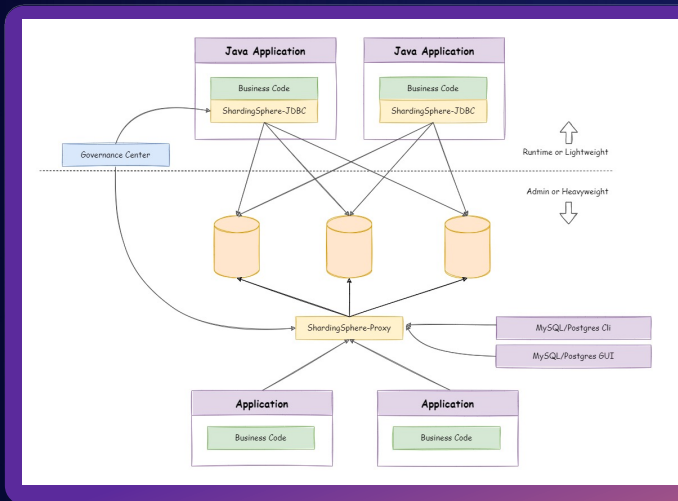 Java Application
Java Application
Business Code
Business Code
ShardingSphere-JDBC
ShardingSphere-JDBC
Governance Center
Runtime or Lightweight
Admin or Heavyweight
ShardingSphere-Proxy
MySQL/Postgres Cli
MySQL/Postgres GUI
Application
Application
Business Code
Business Code